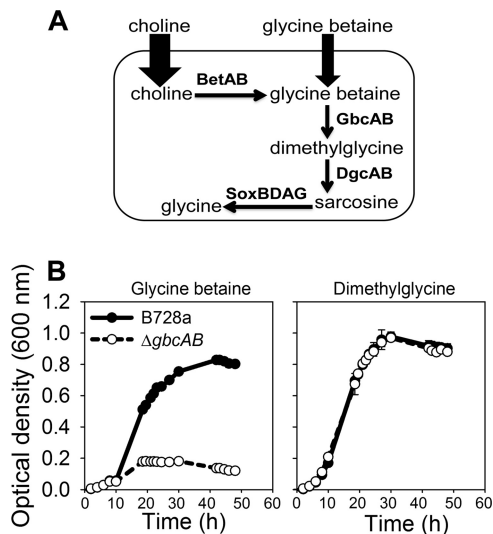 A
choline glycine betaine
choline BetAB glycine betaine
GbcAB
dimethylglycine
DgcAB
glycine SoxBDAG sarcosine
B
Glycine betaine Dimethylglycine
Optical density (600 nm)
1.2
1.0
0.8
0.6
0.4
0.2
0.0
B728a
ΔgbcAB
0 10 20 30 40 50 60
0 10 20 30 40 50 60
Time (h) Time (h)